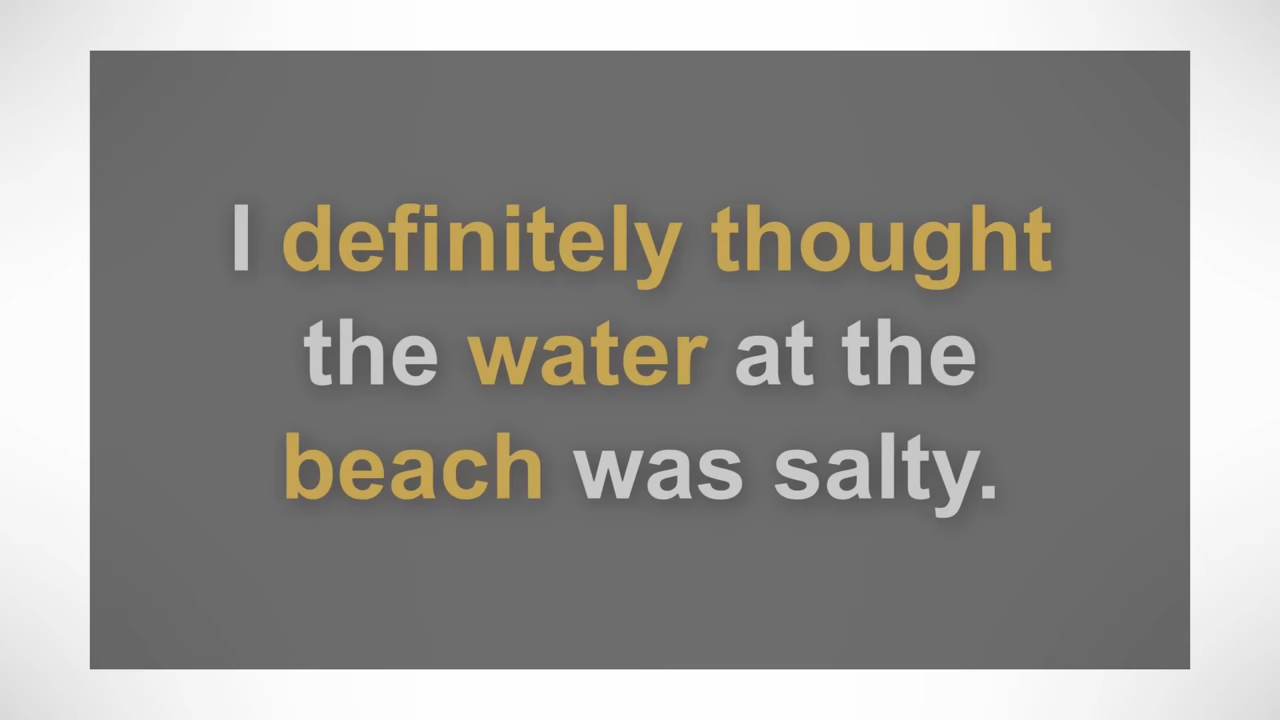 I definitely thought
the water at the
beach was salty.